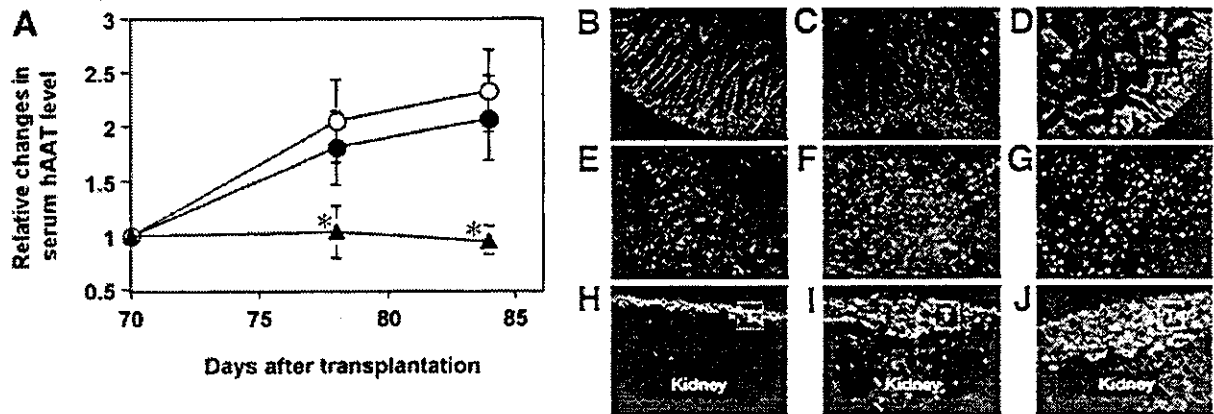 A
Relative changes in
serum hAAT level
3
2.5
2
1.5
1
0.5
*
*
70
75
80
85
Days after transplantation
B
C
D
E
F
G
H
I
J
Kidney
Kidney
Kidney